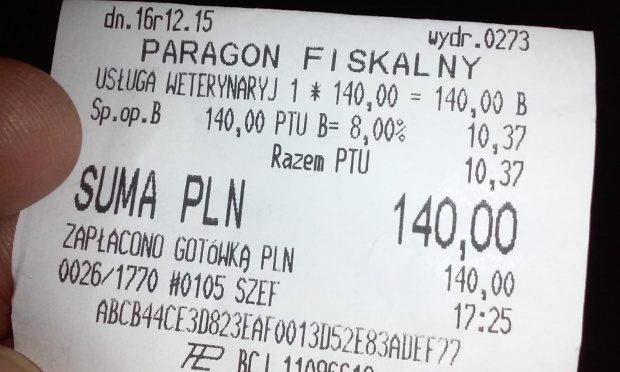 dn.16r12.15 wydr.0273
PARAGON FISKALNY
USŁUGA WETERYNARYJ 1 * 140,00 = 140,00 B
Sp.op.B 140,00 PTU B= 8,00% 10,37
Razem PTU 10,37
SUMA PLN 140,00
ZAPŁACONO GOTÓWKĄ PLN 140,00
0026/1770 #0105 SZEF 17:25
ABCB44CE3D823EAF0013D52E83ADEF77
BCJ